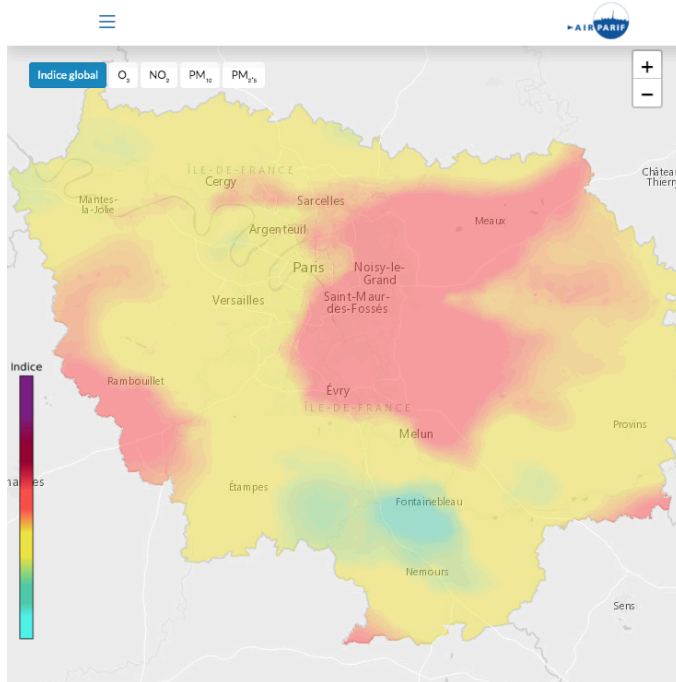 AIRPARIF
Indice global
O₃
NO₂
PM₁₀
PM₂.₅
+
−
Château
Thierry
ÎLE-DE-FRANCE
Cergy
Mantes-
la-Jolie
Sarcelles
Meaux
Argenteuil
Paris
Noisy-le-
Grand
Versailles
Saint-Maur-
des-Fossés
Indice
Rambouillet
Évry
ÎLE-DE-FRANCE
Melun
Provins
Étampes
Fontainebleau
Nemours
Sens